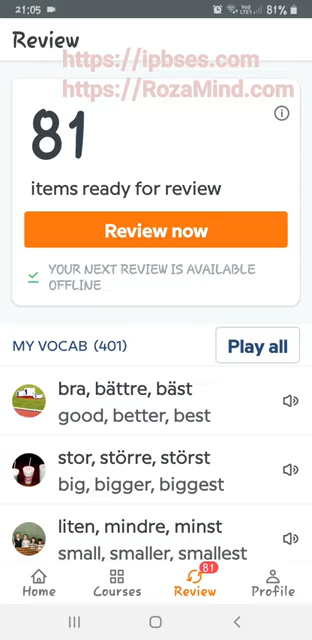 21:05 81%
Review
https://ipbses.com
https://RozaMind.com
81
items ready for review
Review now
YOUR NEXT REVIEW IS AVAILABLE
OFFLINE
MY VOCAB (401)
Play all
bra, bättre, bäst
good, better, best
stor, större, störst
big, bigger, biggest
liten, mindre, minst
small, smaller, smallest
81
Home Courses Review Profile